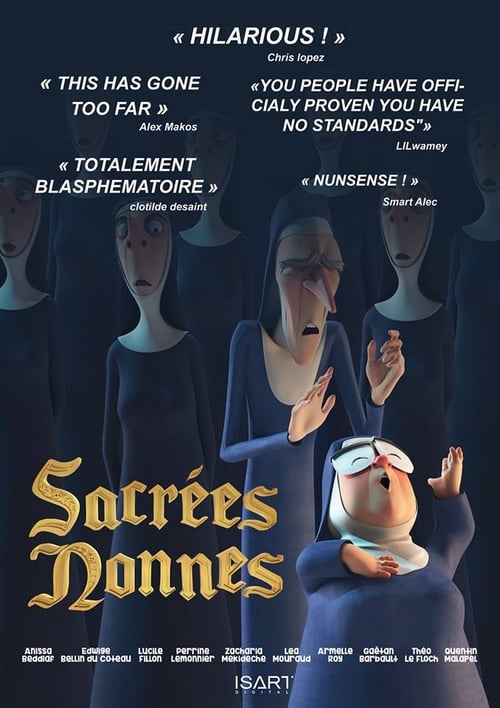 « HILARIOUS ! »
Chris lopez
« THIS HAS GONE
TOO FAR »
Alex Makos
«YOU PEOPLE HAVE OFFI-
CIALY PROVEN YOU HAVE
NO STANDARDS"»
LILwamey
« TOTALEMENT
BLASPHEMATOIRE »
clotilde desaint
« NUNSENSE ! »
Smart Alec
Sacrées
Nonnes
Anissa Beddiaf
Edwige Bellin du Coteau
Lucile Fillon
Perrine Lemonnier
Zacharia Mekideche
Lea Mouraud
Armelle Roy
Gaëtan Barbault
Théo Le Floch
Quentin Malapel
ISART
DIGITAL